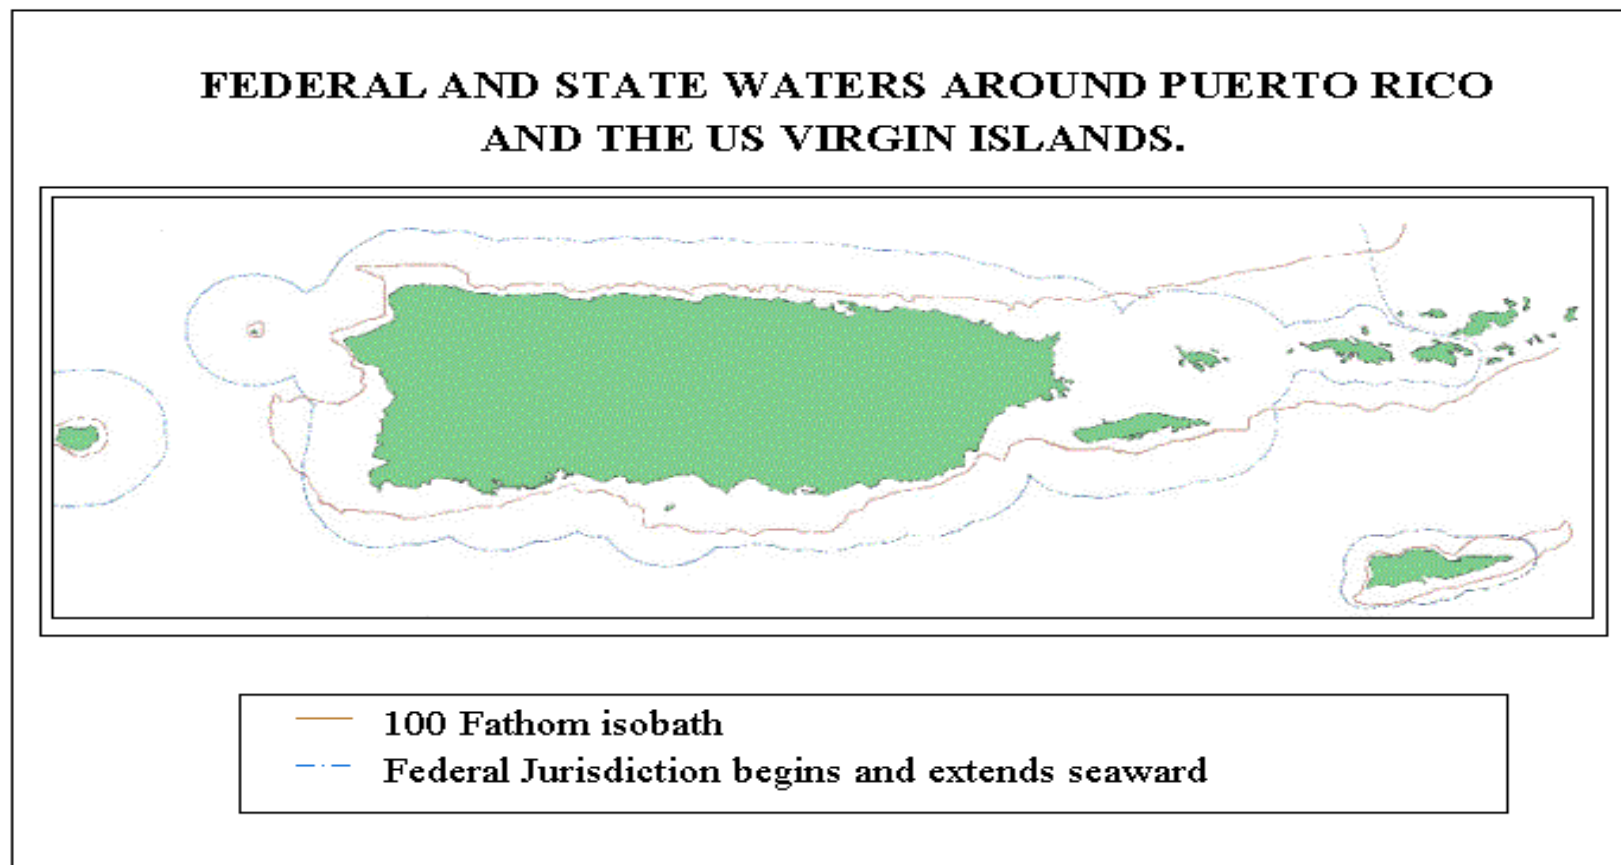 FEDERAL AND STATE WATERS AROUND PUERTO RICO
AND THE US VIRGIN ISLANDS.
100 Fathom isobath
Federal Jurisdiction begins and extends seaward